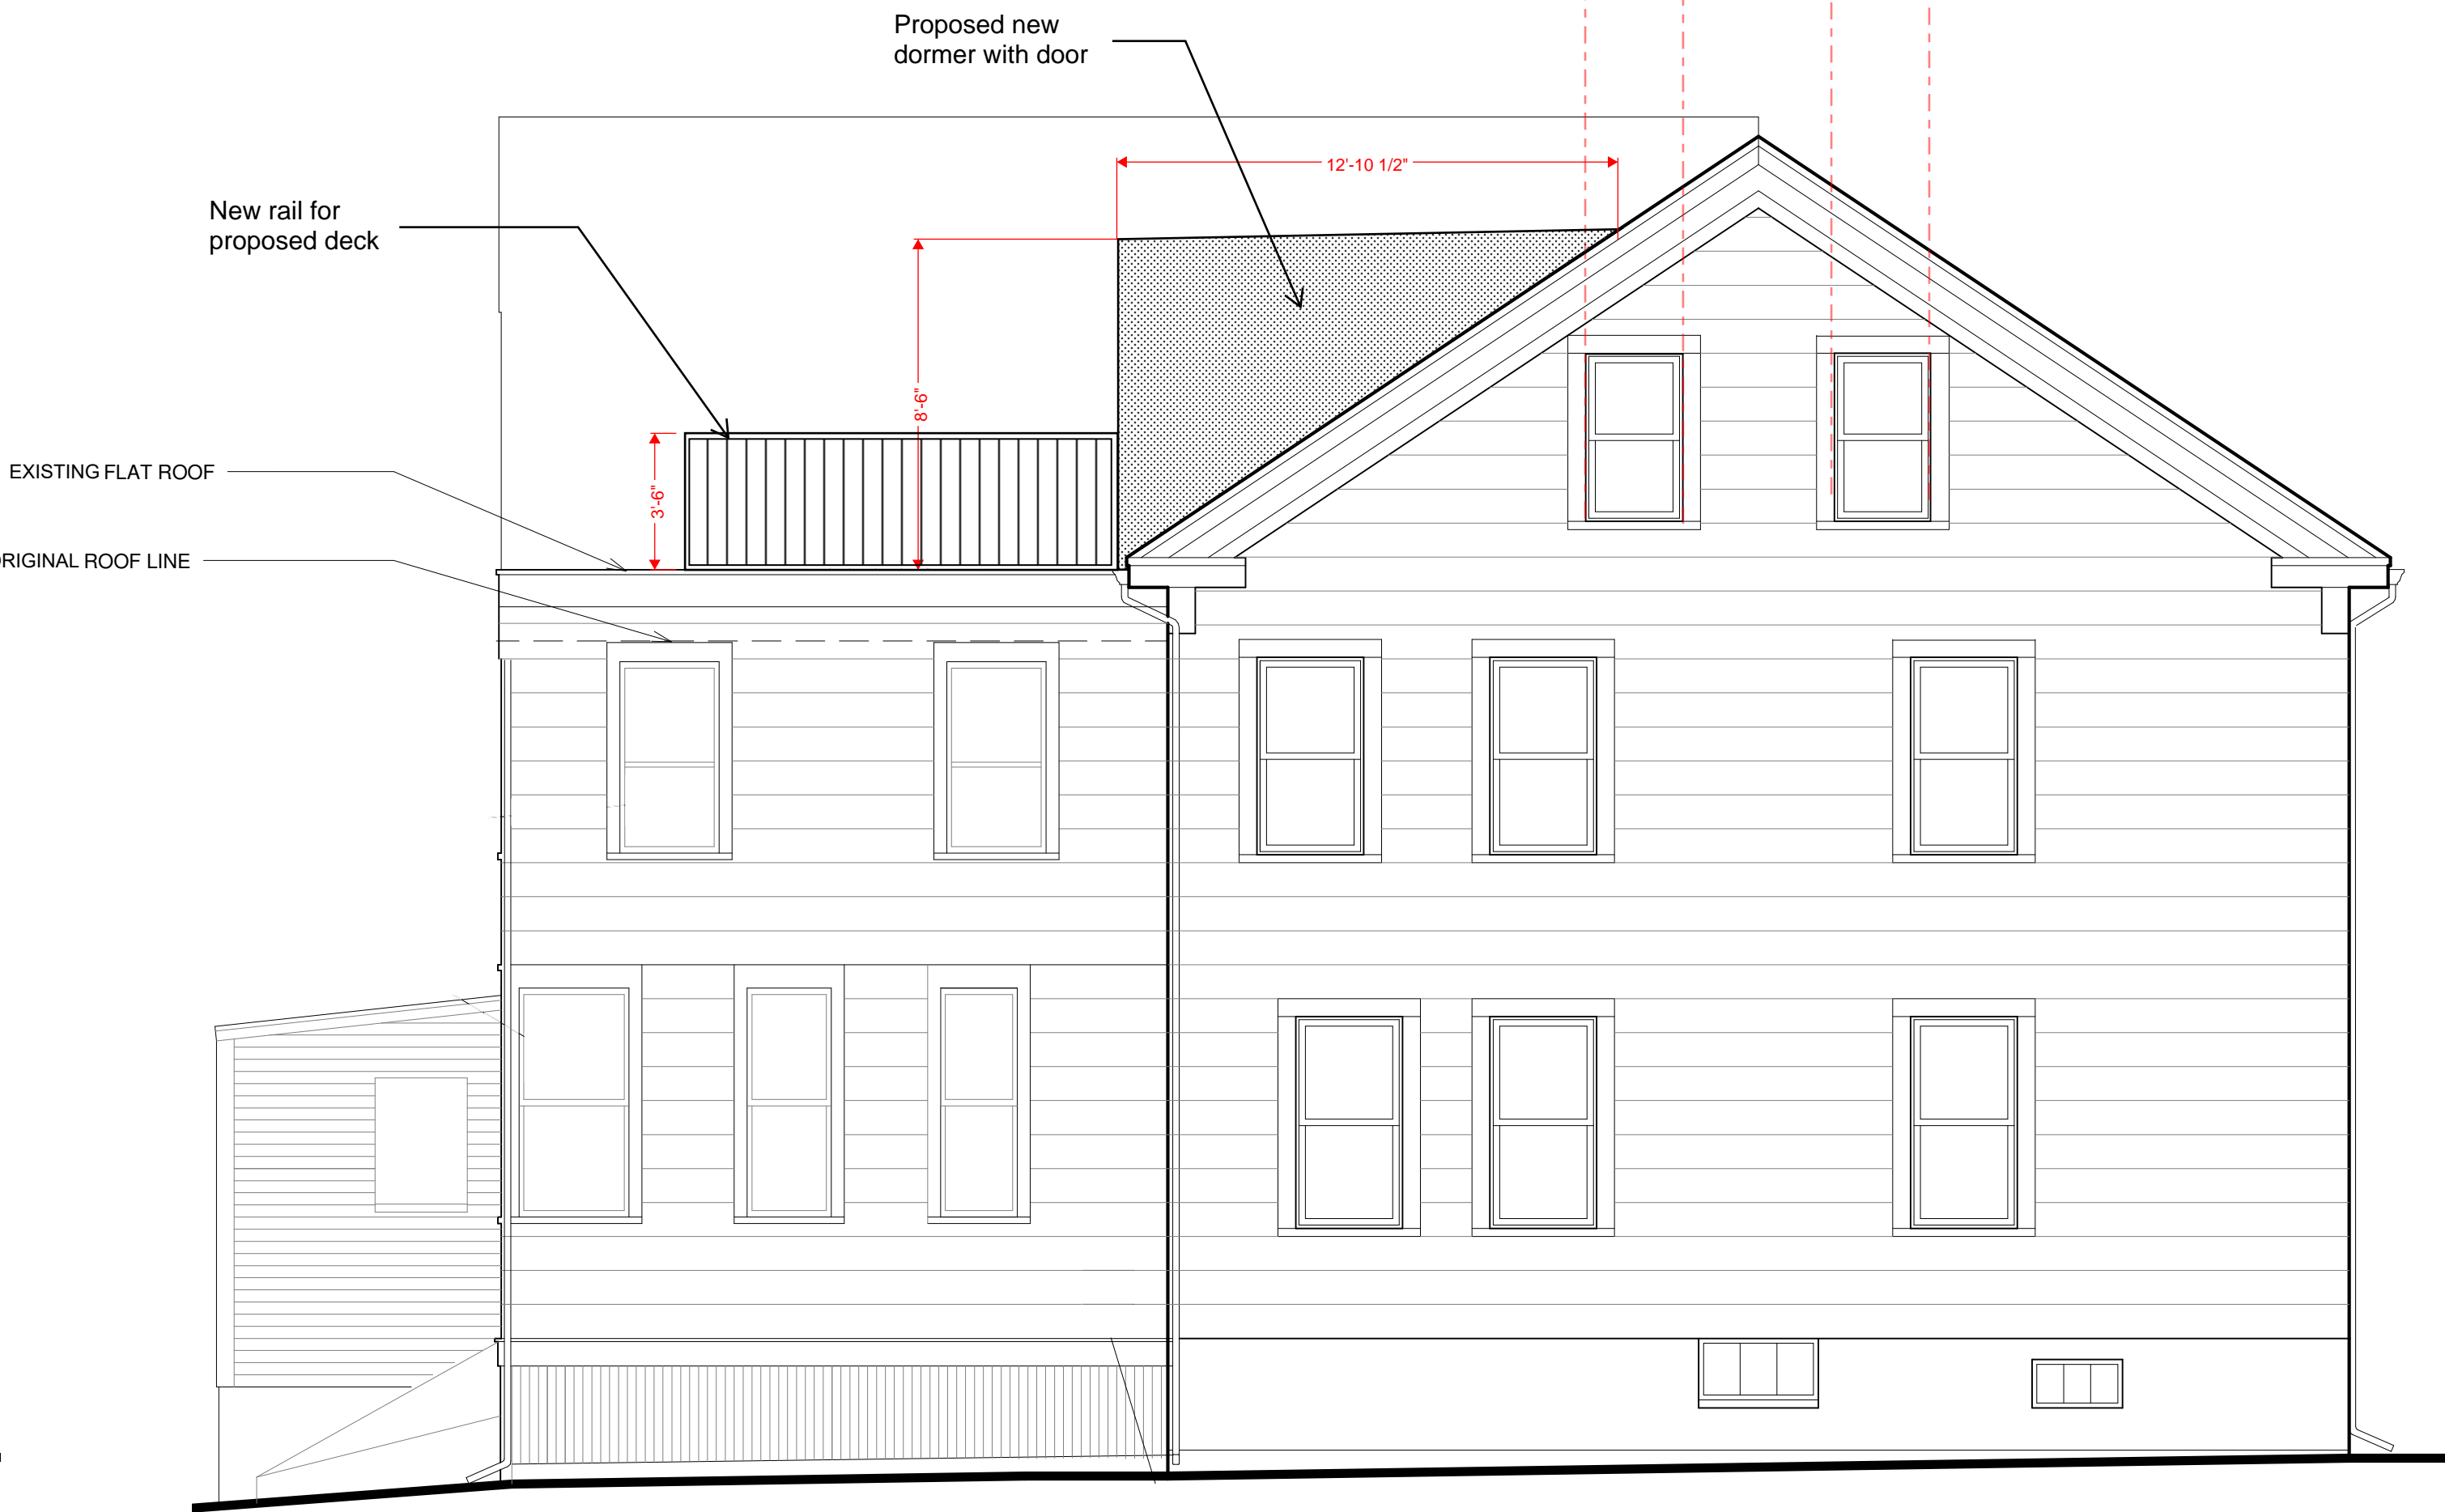 Proposed new
dormer with door
12'-10 1/2"
New rail for
proposed deck
8'-6"
3'-6"
EXISTING FLAT ROOF
RIGINAL ROOF LINE